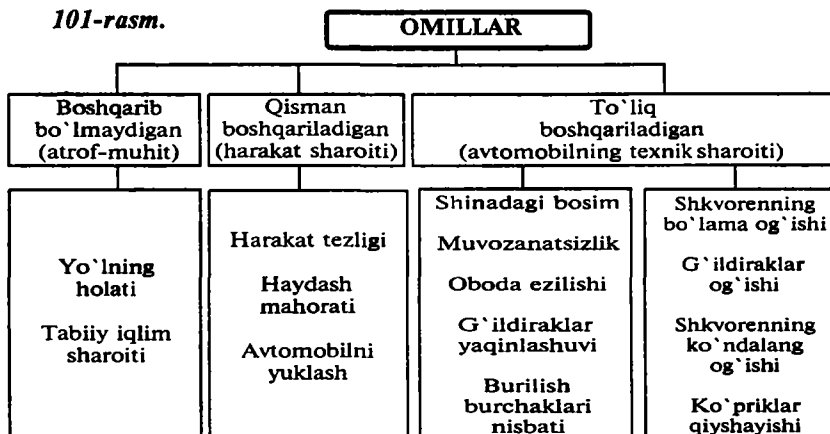 101-rasm.
OMILLAR
Boshqarib
bo`lmaydigan
(atrof-muhit)
Qisman
boshqariladigan
(harakat sharoiti)
To`liq
boshqariladigan
(avtomobilning texnik sharoiti)
Yo`lning
holati
Tabiiy iqlim
sharoiti
Harakat tezligi
Haydash
mahorati
Avtomobilni
yuklash
Shinadagi bosim
Muvozanatsizlik
Oboda ezilishi
G`ildiraklar
yaqinlashuvi
Burilish
burchaklari
nisbati
Shkvorenning
bo`lama og`ishi
G`ildiraklar
og`ishi
Shkvorenning
ko`ndalang
og`ishi
Ko`priklar
qiyshayishi